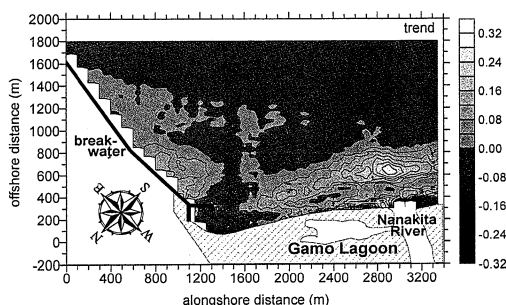 trend
offshore distance (m)
2000
1800
1600
1400
1200
1000
800
600
400
200
0
-200
break-
water
E
S
N
W
Nanakita
River
Gamo Lagoon
0 400 800 1200 1600 2000 2400 2800 3200
alongshore distance (m)
0.32
0.24
0.16
0.08
0.00
-0.08
-0.16
-0.24
-0.32